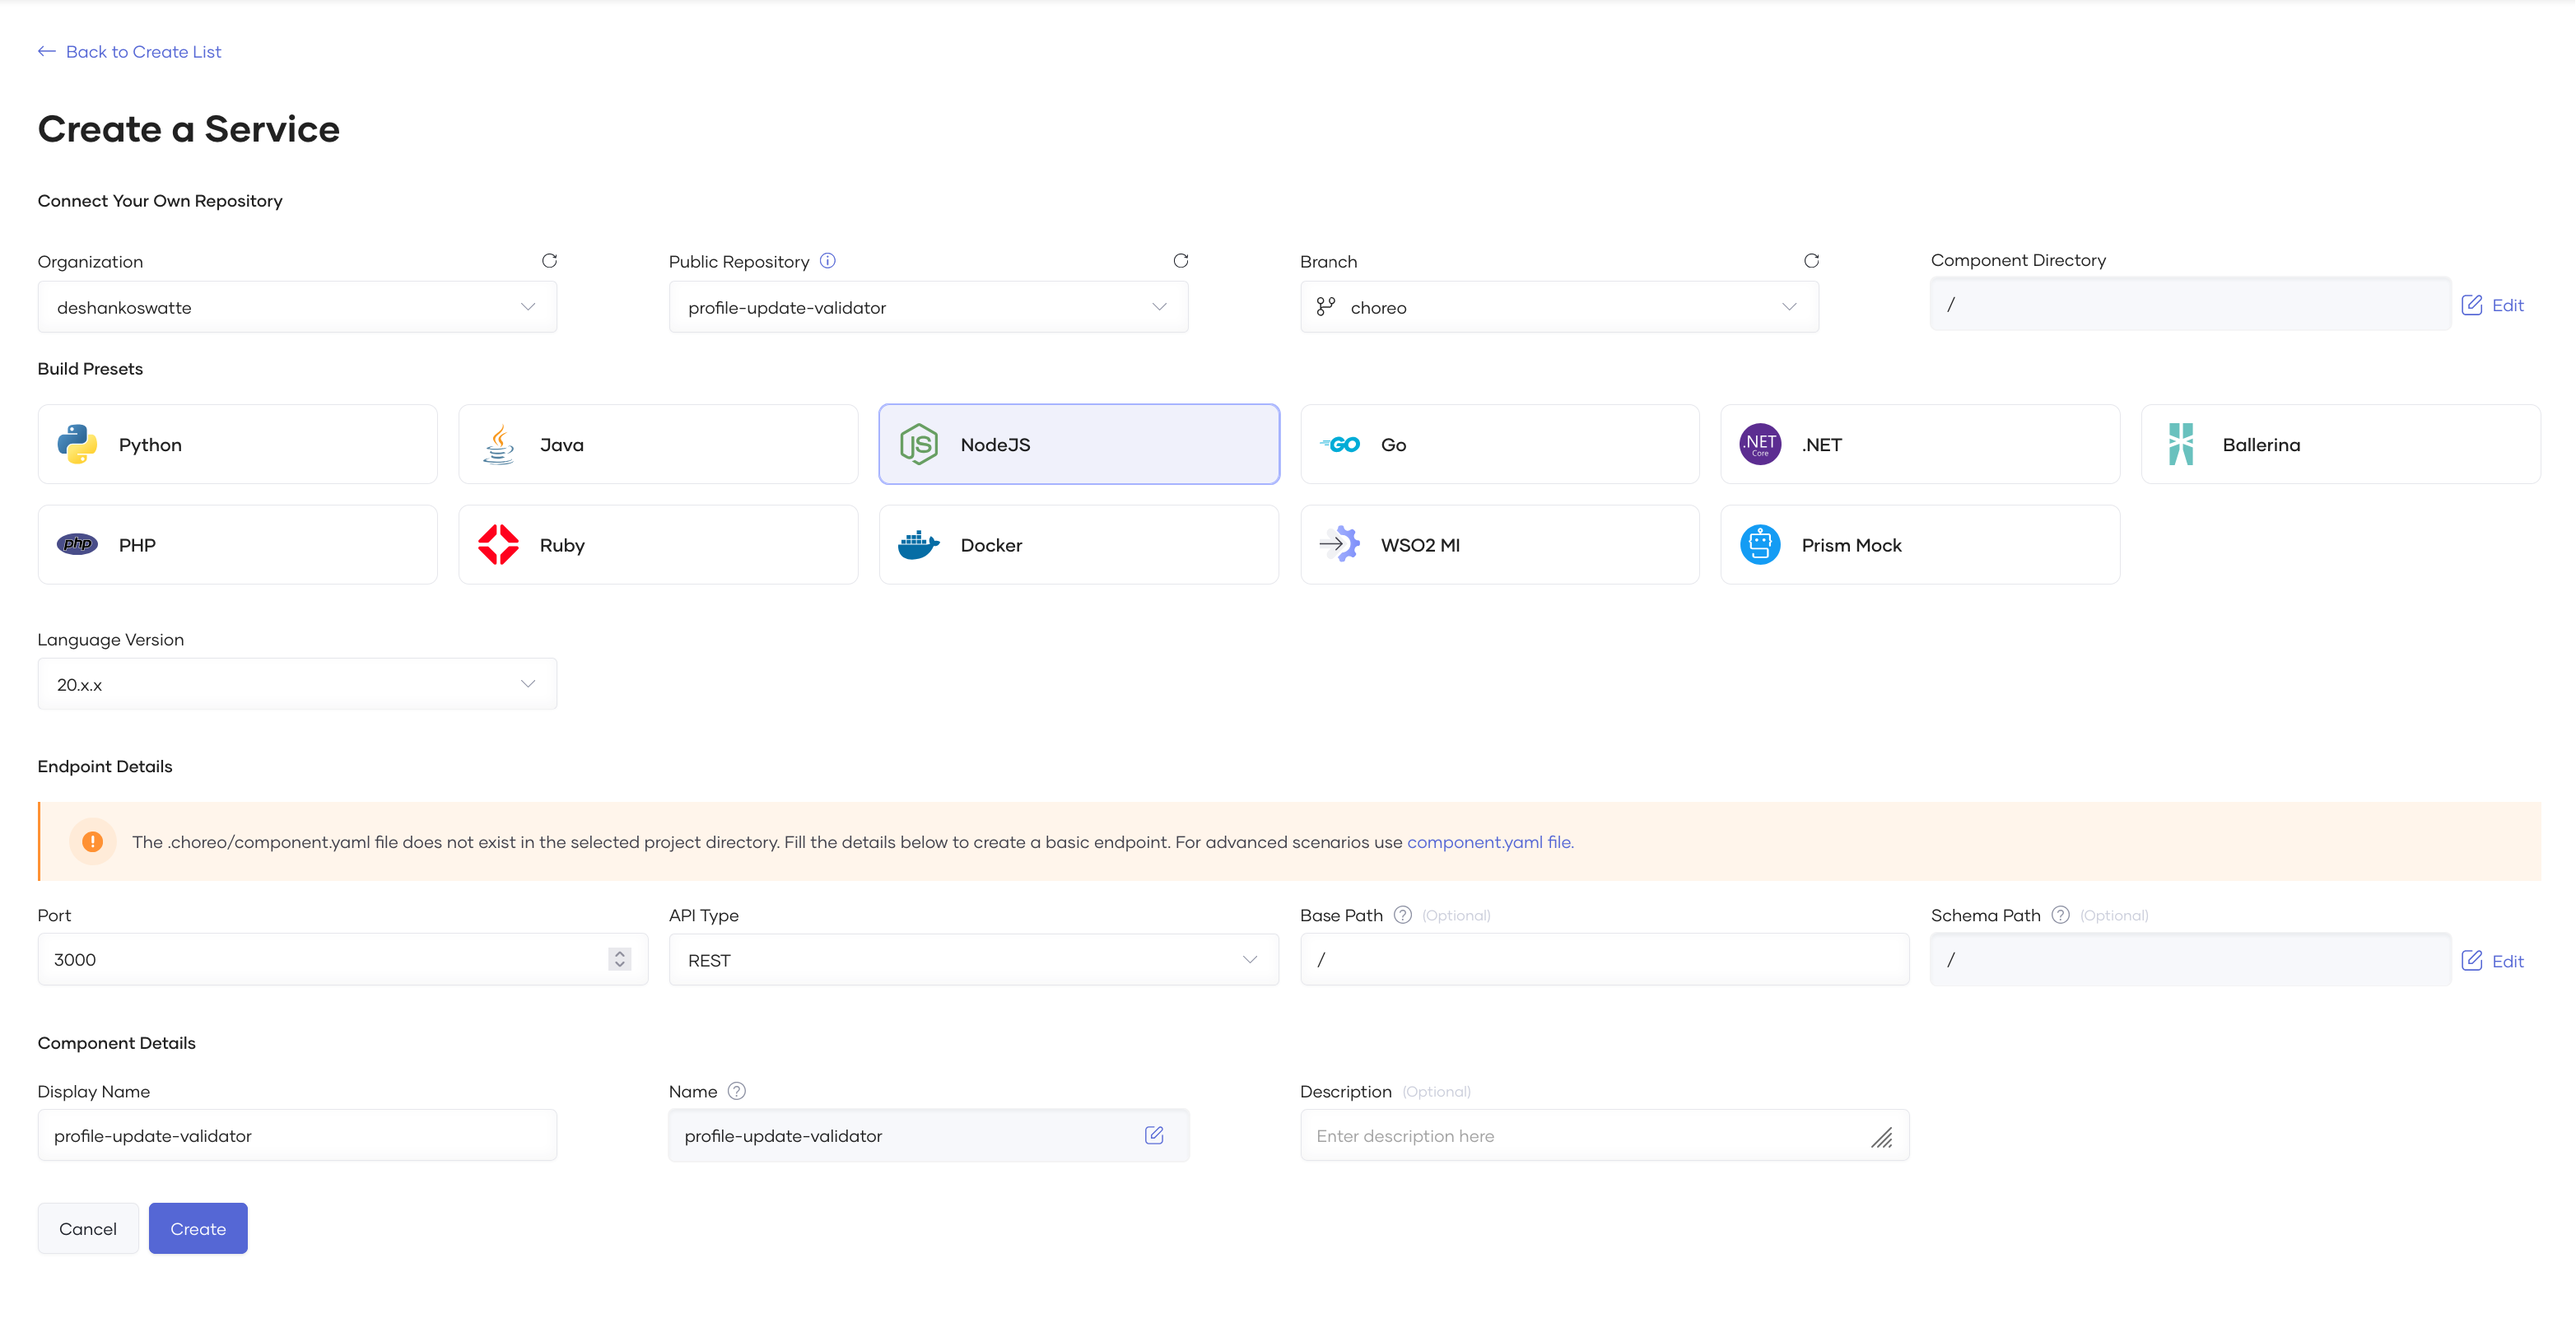 Back to Create List
Create a Service
Connect Your Own Repository
Organization
Public Repository
Branch
Component Directory
deshankoswatte
profile-update-validator
choreo
/
Edit
Build Presets
Python
Java
JS
NodeJS
GO
Go
.NET
Core
.NET
Ballerina
php
PHP
Ruby
Docker
WSO2 MI
Prism Mock
Language Version
20.x.x
Endpoint Details
The .choreo/component.yaml file does not exist in the selected project directory. Fill the details below to create a basic endpoint. For advanced scenarios use component.yaml file.
Port
API Type
Base Path (Optional)
Schema Path (Optional)
3000
REST
/
/
Edit
Component Details
Display Name
Name
Description (Optional)
profile-update-validator
profile-update-validator
Enter description here
Cancel
Create